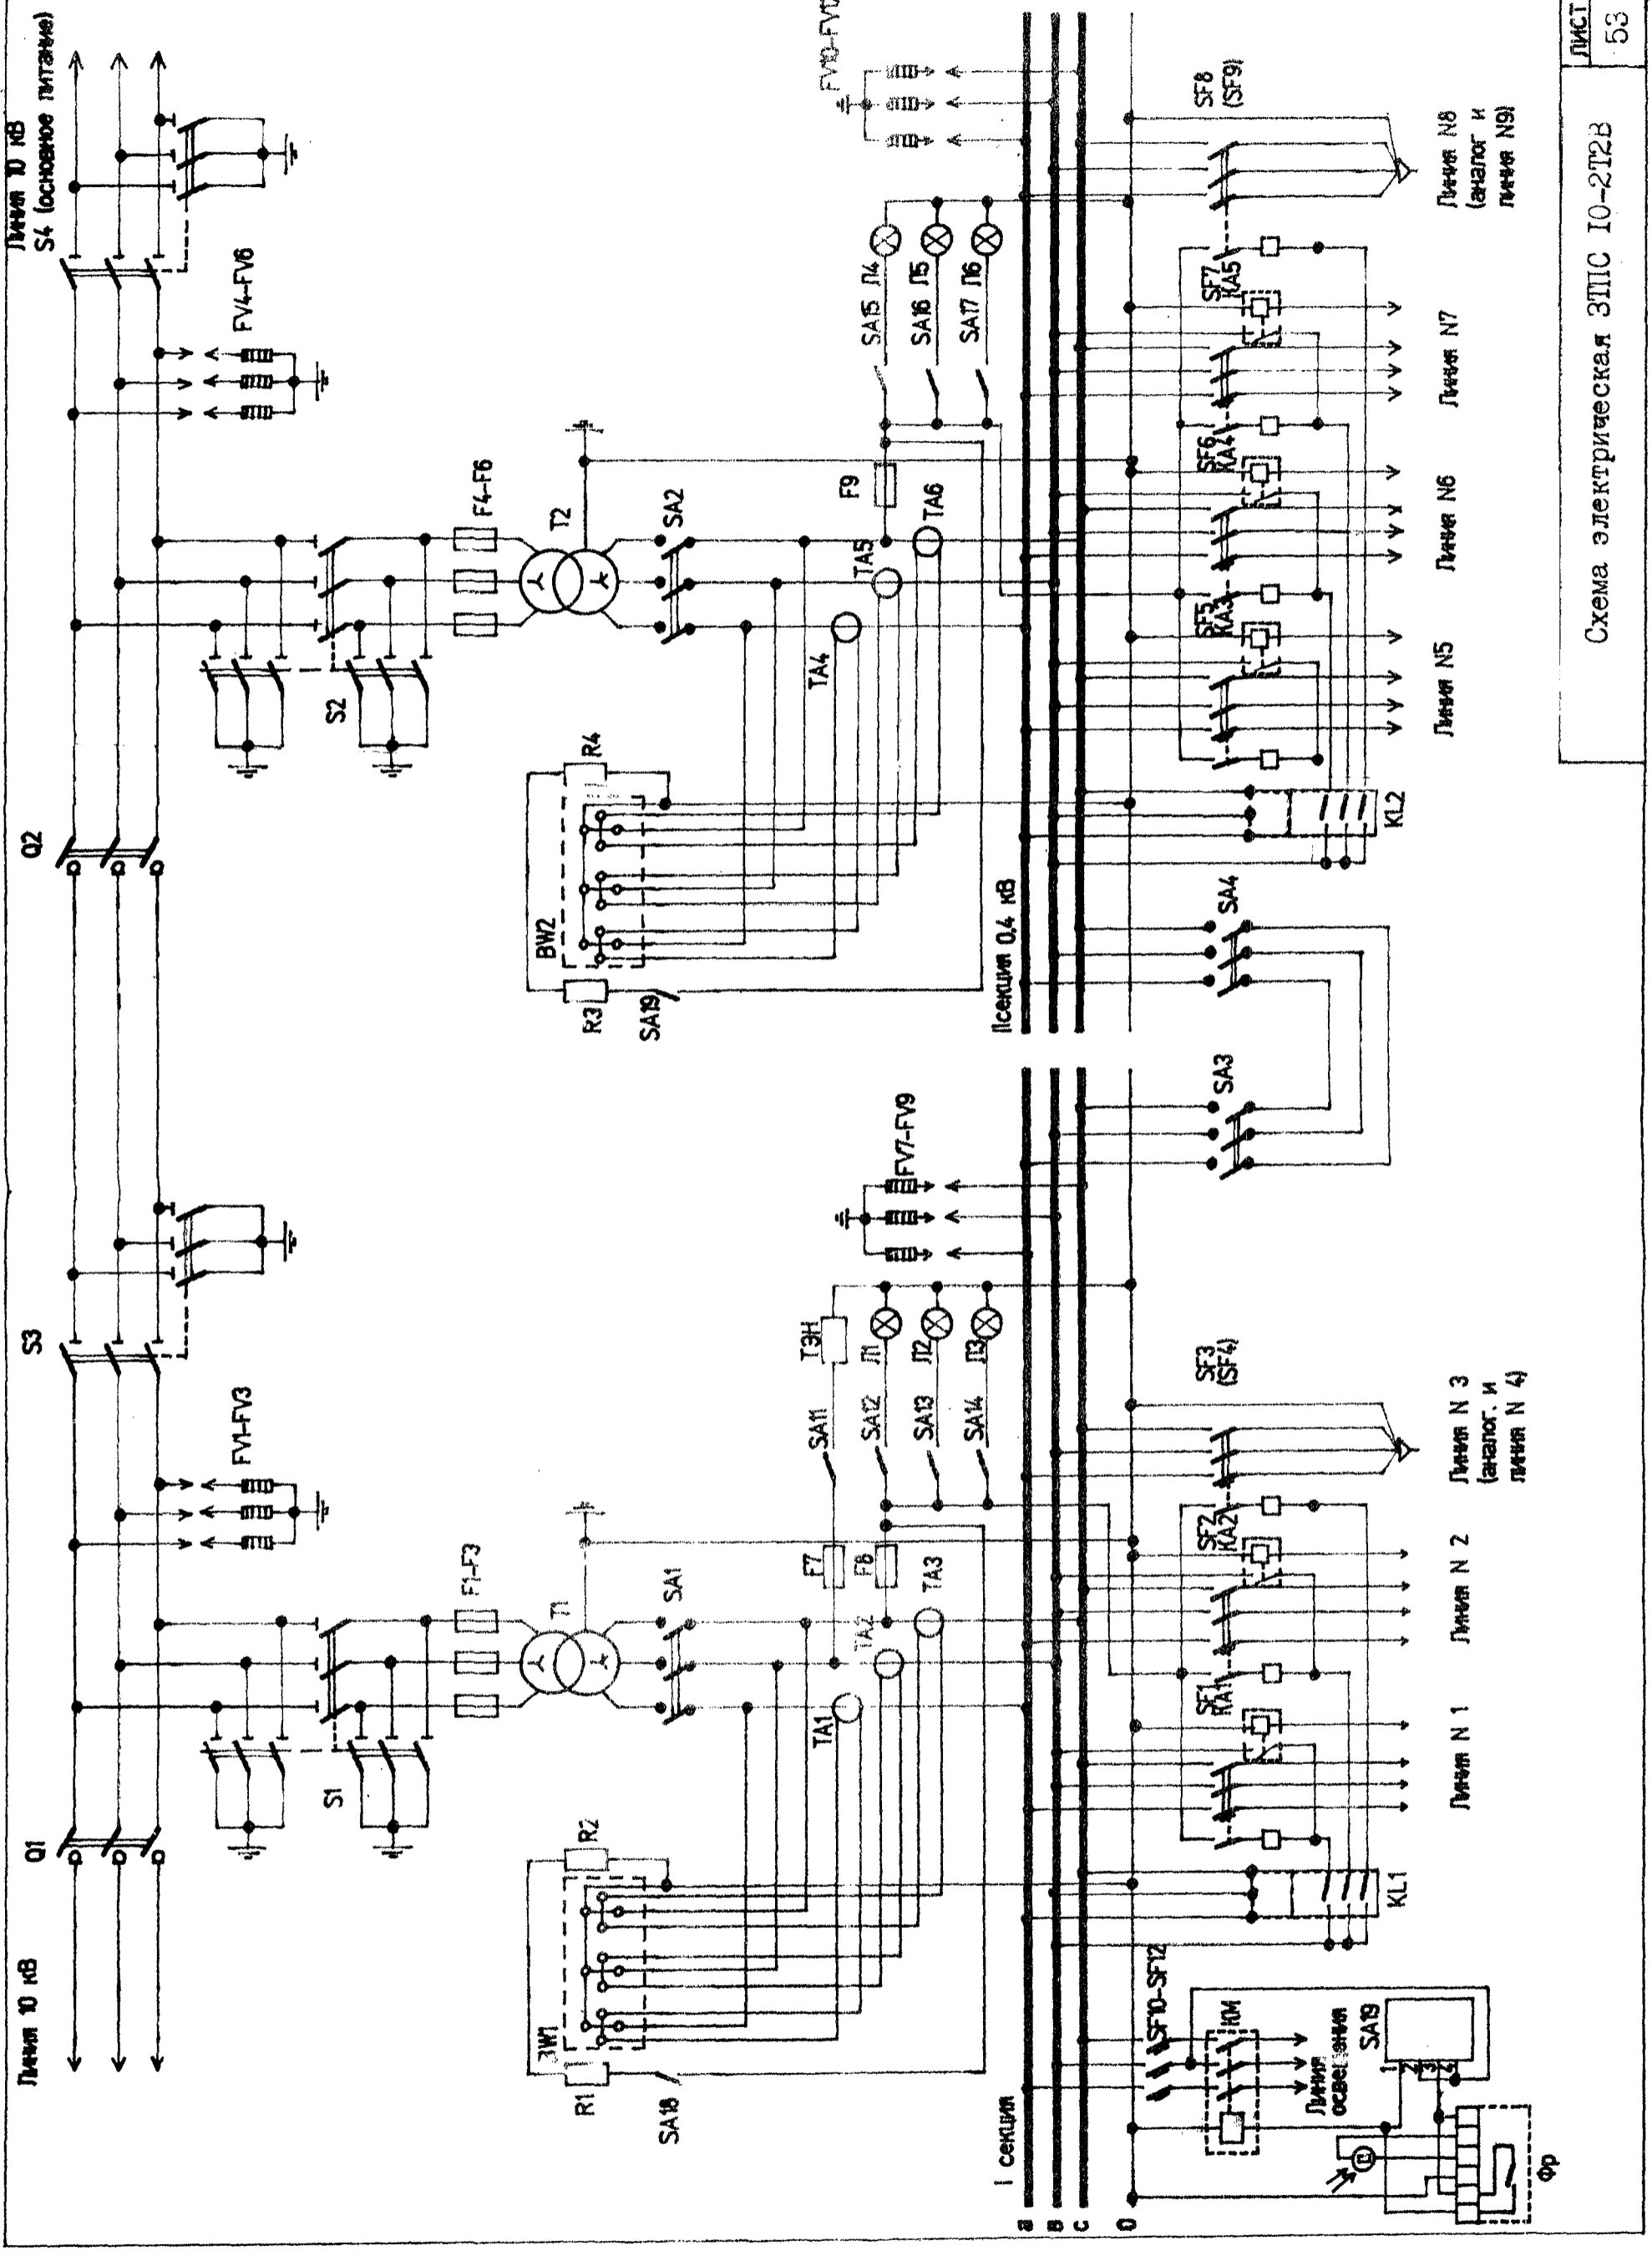 Линия 10 кВ
Q1
S3
Q2
Линия 10 кВ
S4 (основное питание)
FV1-FV3
FV4-FV6
S1
S2
F1-F3
F4-F6
T1
T2
SA1
SA2
BW2
R1
R2
R3
R4
SA18
SA19
TA1
TA2
TA3
TA4
TA5
TA6
F7
F8
F9
SA11
ТЭН
SA12
Л1
SA13
Л2
SA14
Л3
SA15 Л4
SA16 Л5
SA17 Л6
FV7-FV9
I секция
IIсекция 0,4 кВ
а
в
с
0
SF10-SF12
КМ
Линия
освещения
SA19
1
2
3
4
Фр
KL1
SF1
KA1
SF2
KA2
SF3
(SF4)
Линия N 1
Линия N 2
Линия N 3
(аналог. и
линия N 4)
SA3
SA4
KL2
SF5
KA3
SF6
KA4
SF7
KA5
SF8
(SF9)
Линия N5
Линия N6
Линия N7
Линия N8
(аналог и
линия N9)
Схема электрическая ЗТПС 10-2Т2В
ЛИСТ
53